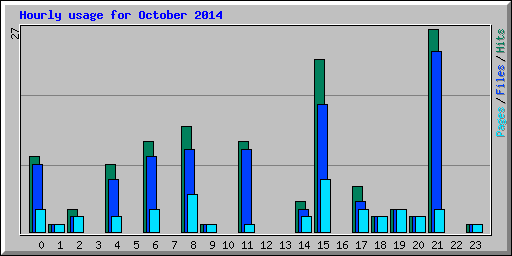 Hourly usage for October 2014
27
Pages/Files/Hits
0 1 2 3 4 5 6 7 8 9 10 11 12 13 14 15 16 17 18 19 20 21 22 23